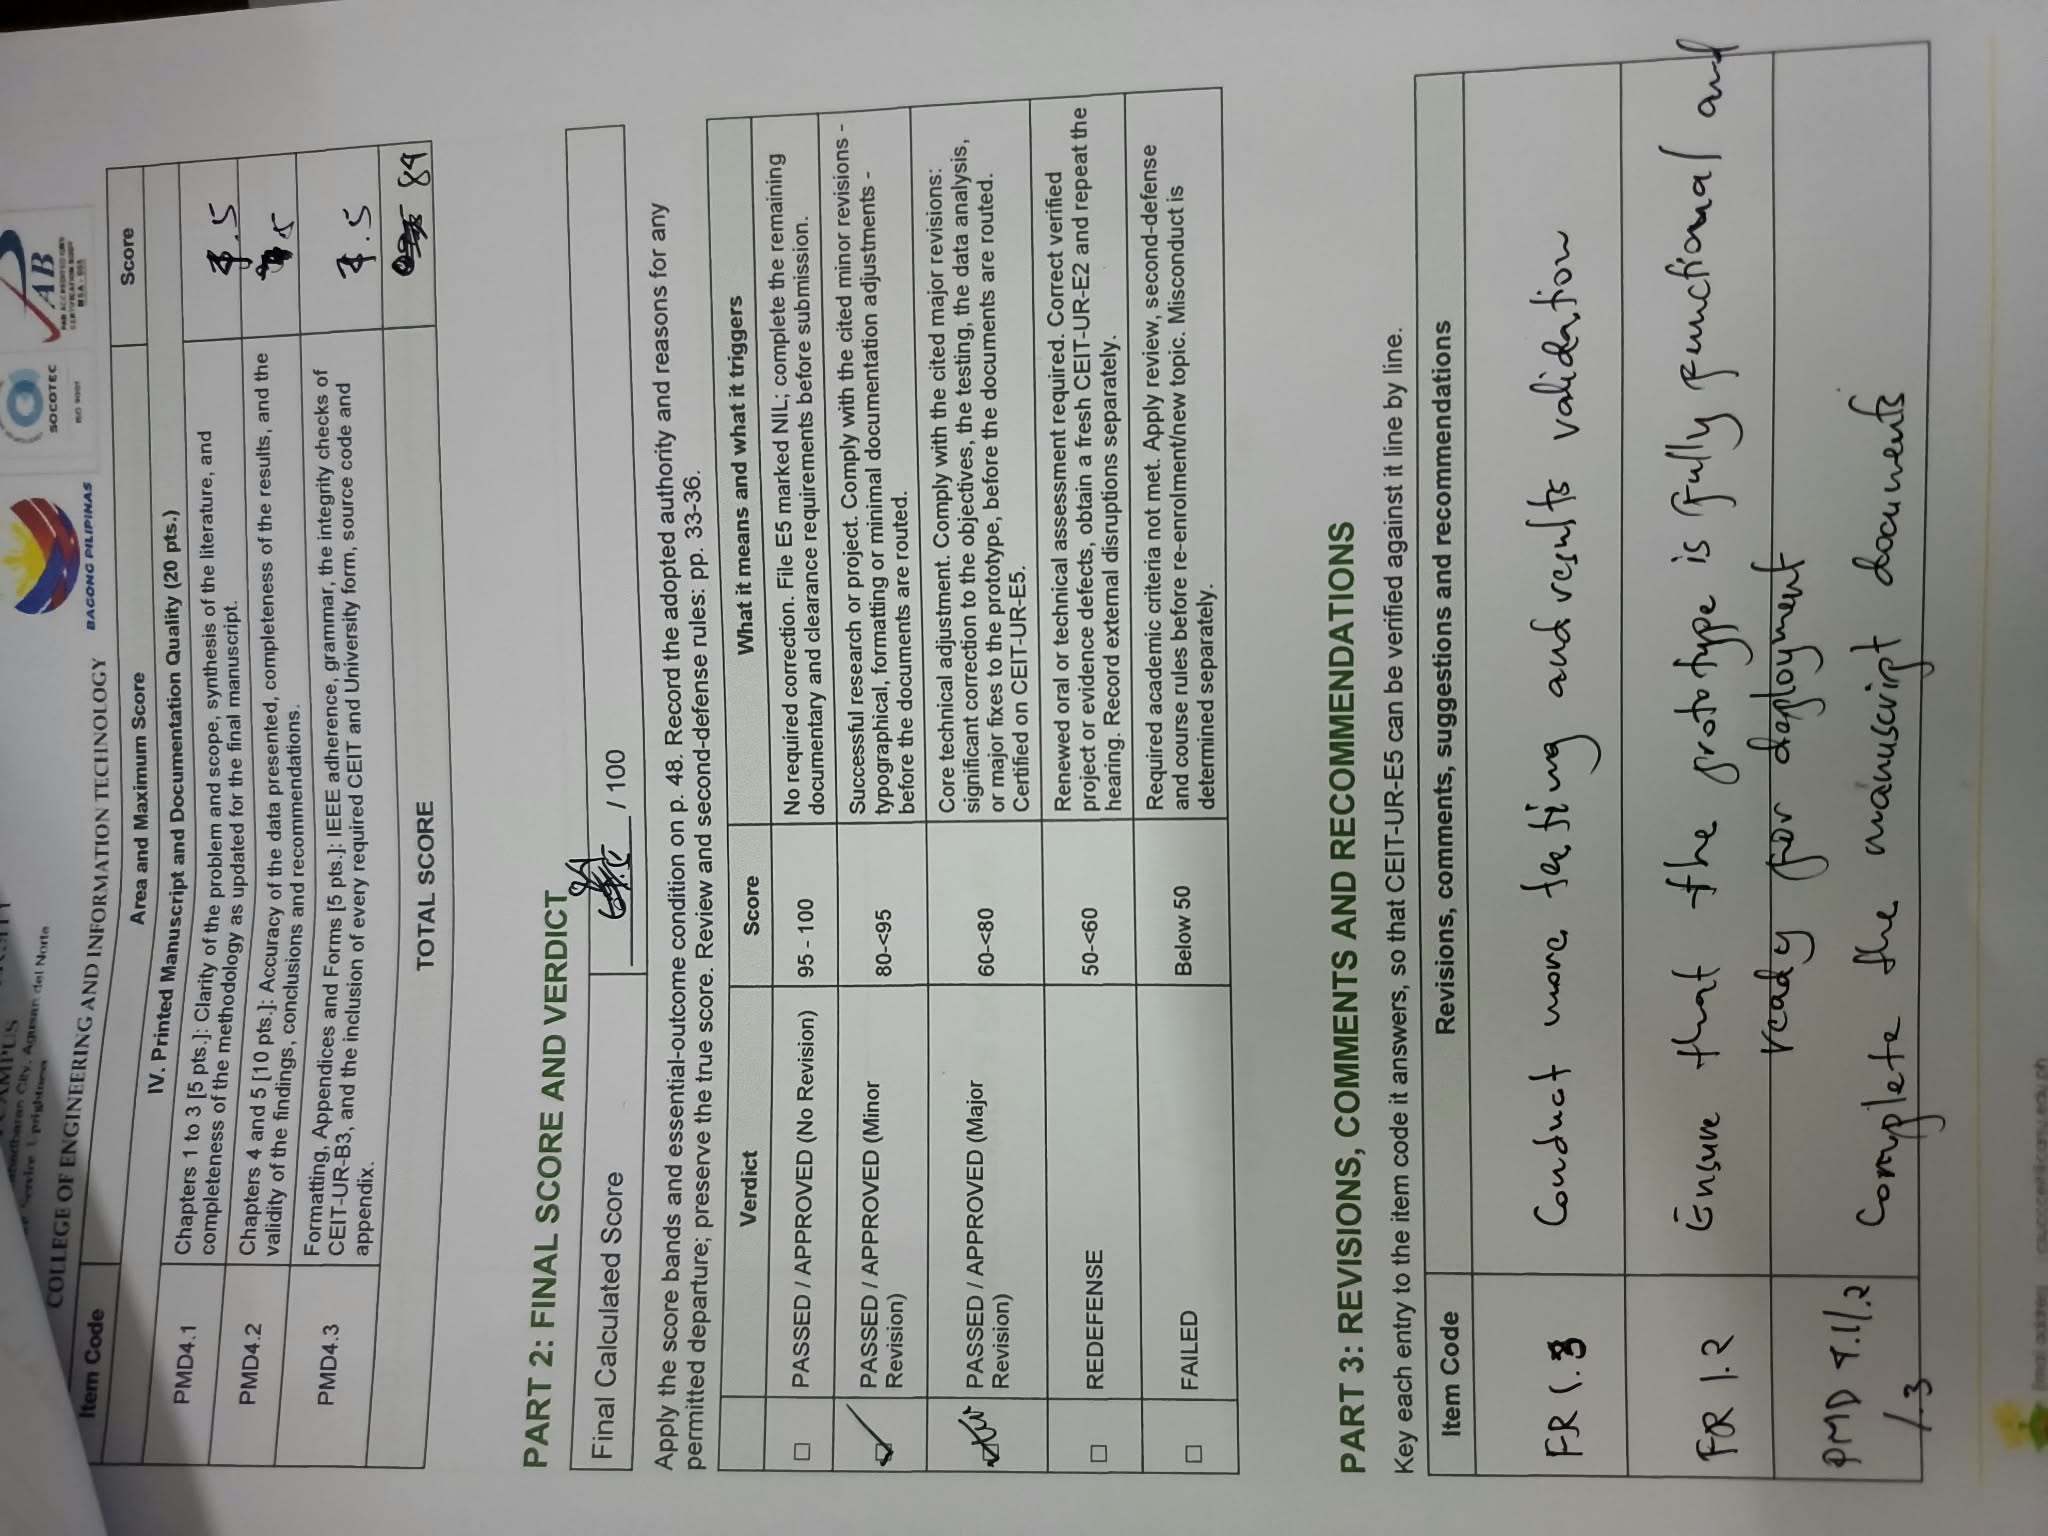 AB
SOCOTEC
BAGONG PILIPINAS
COLLEGE OF ENGINEERING AND INFORMATION TECHNOLOGY
Item Code
Area and Maximum Score
Score
IV. Printed Manuscript and Documentation Quality (20 pts.)
PMD4.1
Chapters 1 to 3 [5 pts.]: Clarity of the problem and scope, synthesis of the literature, and
completeness of the methodology as updated for the final manuscript.
.5
PMD4.2
Chapters 4 and 5 [10 pts.]: Accuracy of the data presented, completeness of the results, and the
validity of the findings, conclusions and recommendations.
5
PMD4.3
Formatting, Appendices and Forms [5 pts.]: IEEE adherence, grammar, the integrity checks of
CEIT-UR-B3, and the inclusion of every required CEIT and University form, source code and
appendix.
.5
TOTAL SCORE
PART 2: FINAL SCORE AND VERDICT
Final Calculated Score
/ 100
Apply the score bands and essential-outcome condition on p. 48. Record the adopted authority and reasons for any
permitted departure; preserve the true score. Review and second-defense rules: pp. 33-36.
Verdict
Score
What it means and what it triggers
PASSED / APPROVED (No Revision)
95 - 100
No required correction. File E5 marked NIL; complete the remaining
documentary and clearance requirements before submission.
PASSED / APPROVED (Minor
Revision)
80-<95
Successful research or project. Comply with the cited minor revisions -
typographical, formatting or minimal documentation adjustments -
before the documents are routed.
PASSED / APPROVED (Major
Revision)
60-<80
Core technical adjustment. Comply with the cited major revisions:
significant correction to the objectives, the testing, the data analysis,
or major fixes to the prototype, before the documents are routed.
Certified on CEIT-UR-E5.
REDEFENSE
50-<60
Renewed oral or technical assessment required. Correct verified
project or evidence defects, obtain a fresh CEIT-UR-E2 and repeat the
hearing. Record external disruptions separately.
FAILED
Below 50
Required academic criteria not met. Apply review, second-defense
and course rules before re-enrolment/new topic. Misconduct is
determined separately.
PART 3: REVISIONS, COMMENTS AND RECOMMENDATIONS
Key each entry to the item code it answers, so that CEIT-UR-E5 can be verified against it line by line.
Item Code
Revisions, comments, suggestions and recommendations
FR 1.3
Conduct more testing and results validation
FR 1.2
Ensure that the prototype is fully functional and
ready for deployment
PMD 4.1/.2
/.3
Complete the manuscript documents